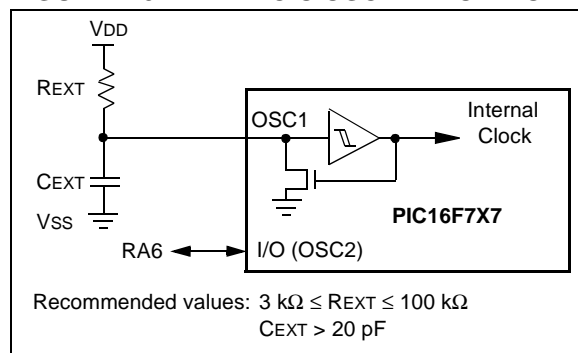 VDD
REXT
OSC1
Internal
Clock
CEXT
VSS
PIC16F7X7
RA6
I/O (OSC2)
Recommended values: 3 kΩ ≤ REXT ≤ 100 kΩ
CEXT > 20 pF